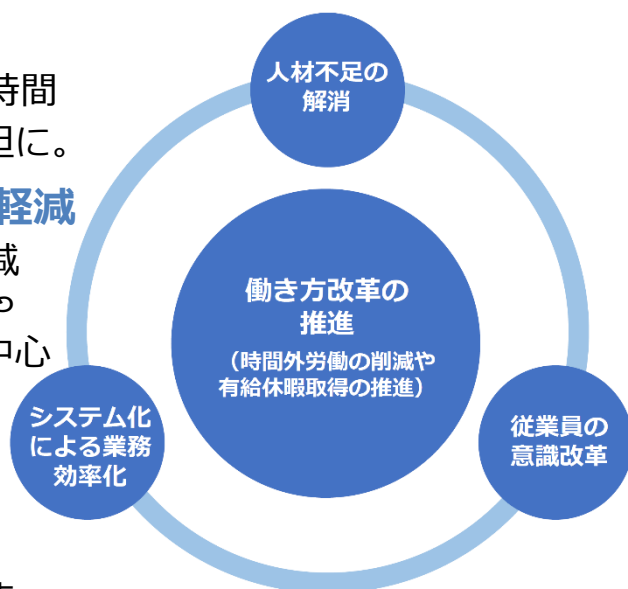 時間
担に。
軽減
減
や
中心
人材不足の
解消
働き方改革の
推進
（時間外労働の削減や
有給休暇取得の推進）
システム化
による業務
効率化
従業員の
意識改革